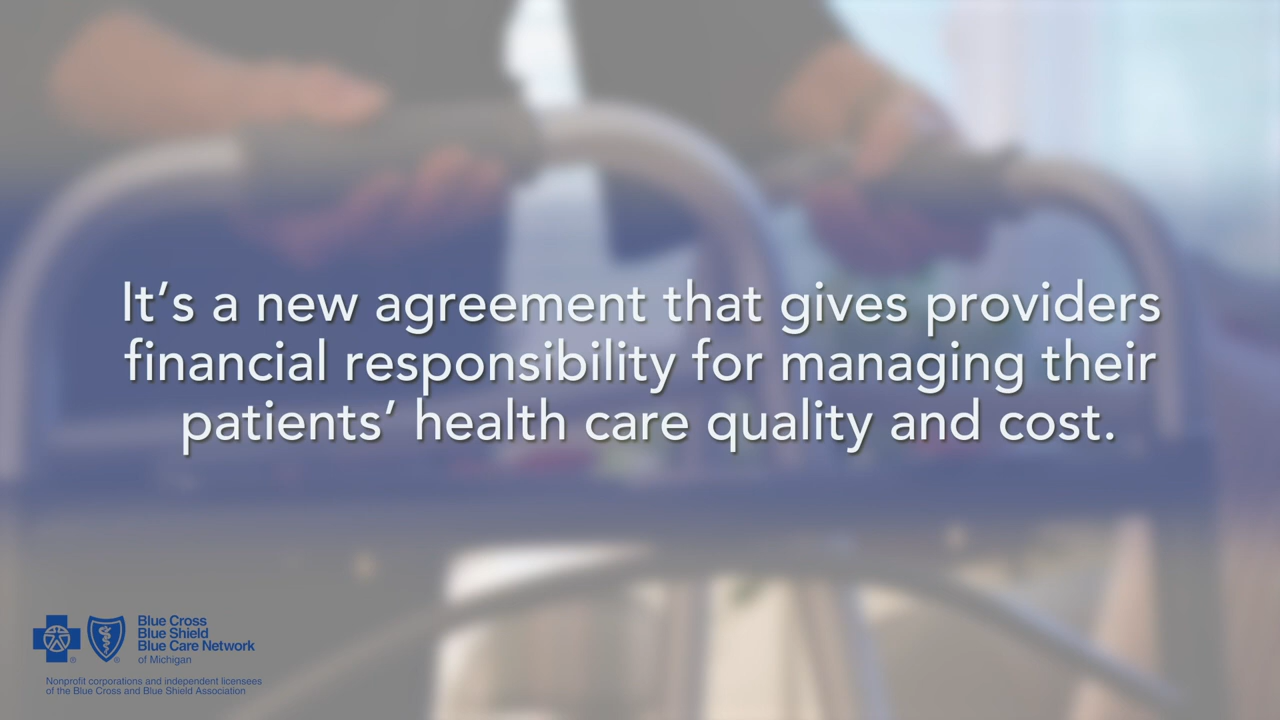 It’s a new agreement that gives providers
financial responsibility for managing their
patients’ health care quality and cost.
Blue Cross
Blue Shield
Blue Care Network
of Michigan
Nonprofit corporations and independent licensees
of the Blue Cross and Blue Shield Association